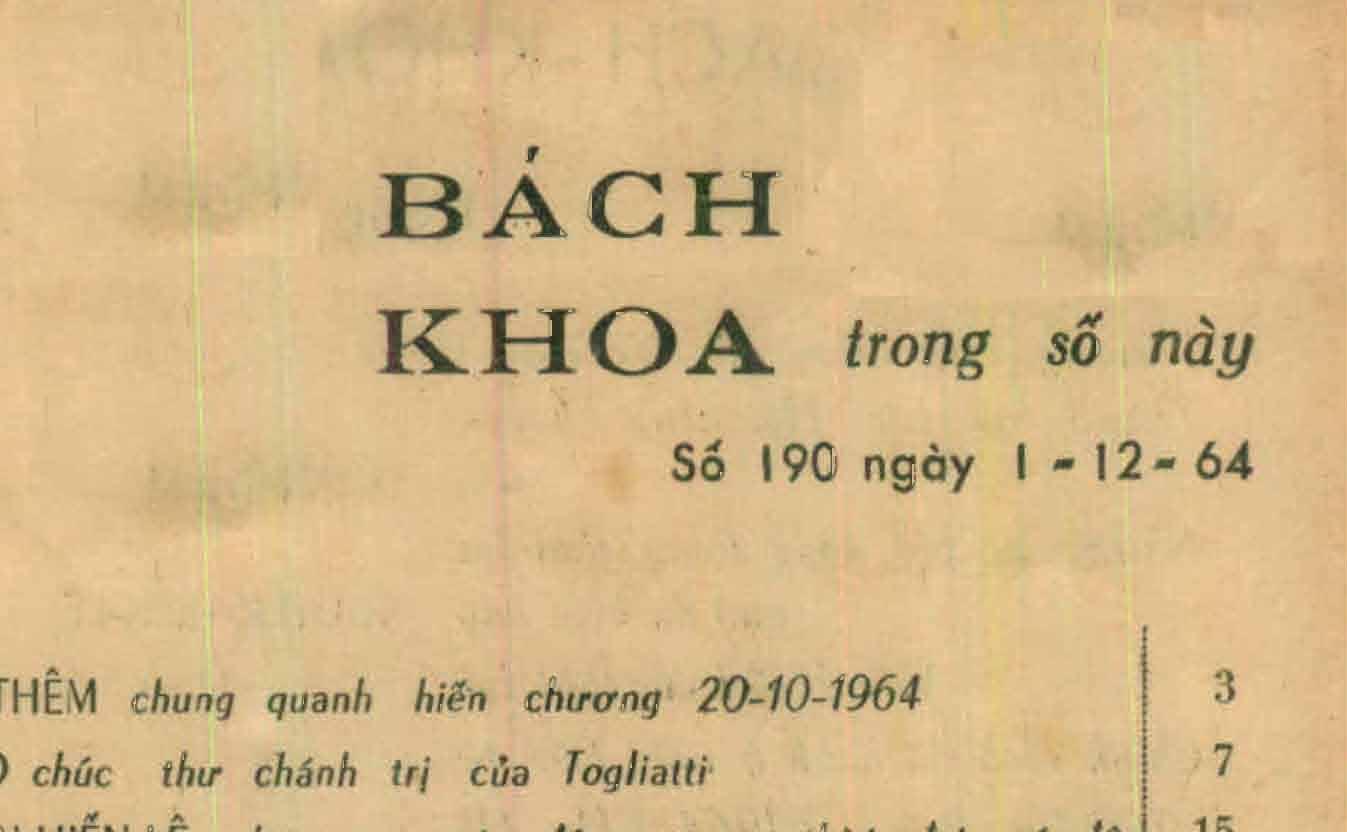 BÁCH
KHOA trong số này
Số 190 ngày 1-12-64
THÊM chung quanh hiến chương 20-10-1964 3
chúc thư chánh trị của Togliatti 7
15